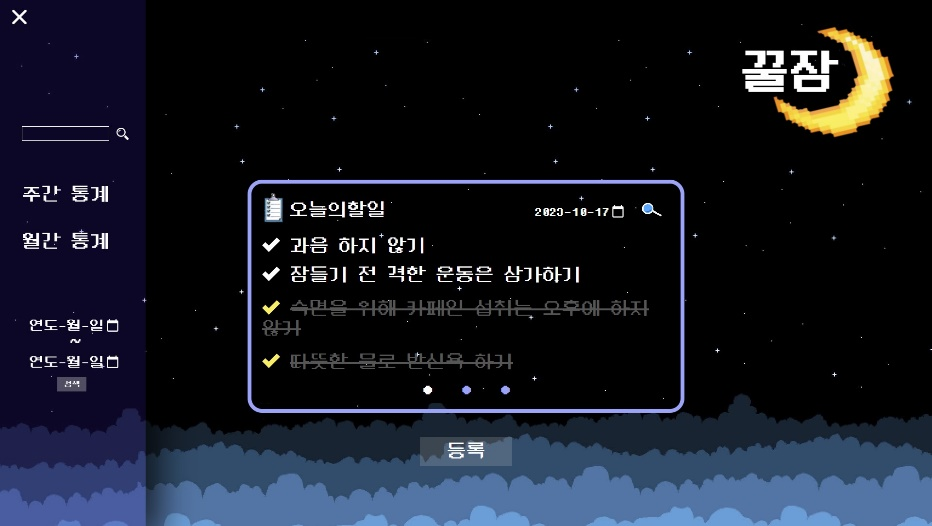 꿀잠
주간 통계
월간 통계
연도-월-일
~
연도-월-일
검색
오늘의할일
2023-10-17
과음 하지 않기
잠들기 전 격한 운동은 삼가하기
숙면을 위해 카페인 섭취는 오후에 하지
않기
따뜻한 물로 반신욕 하기
등록